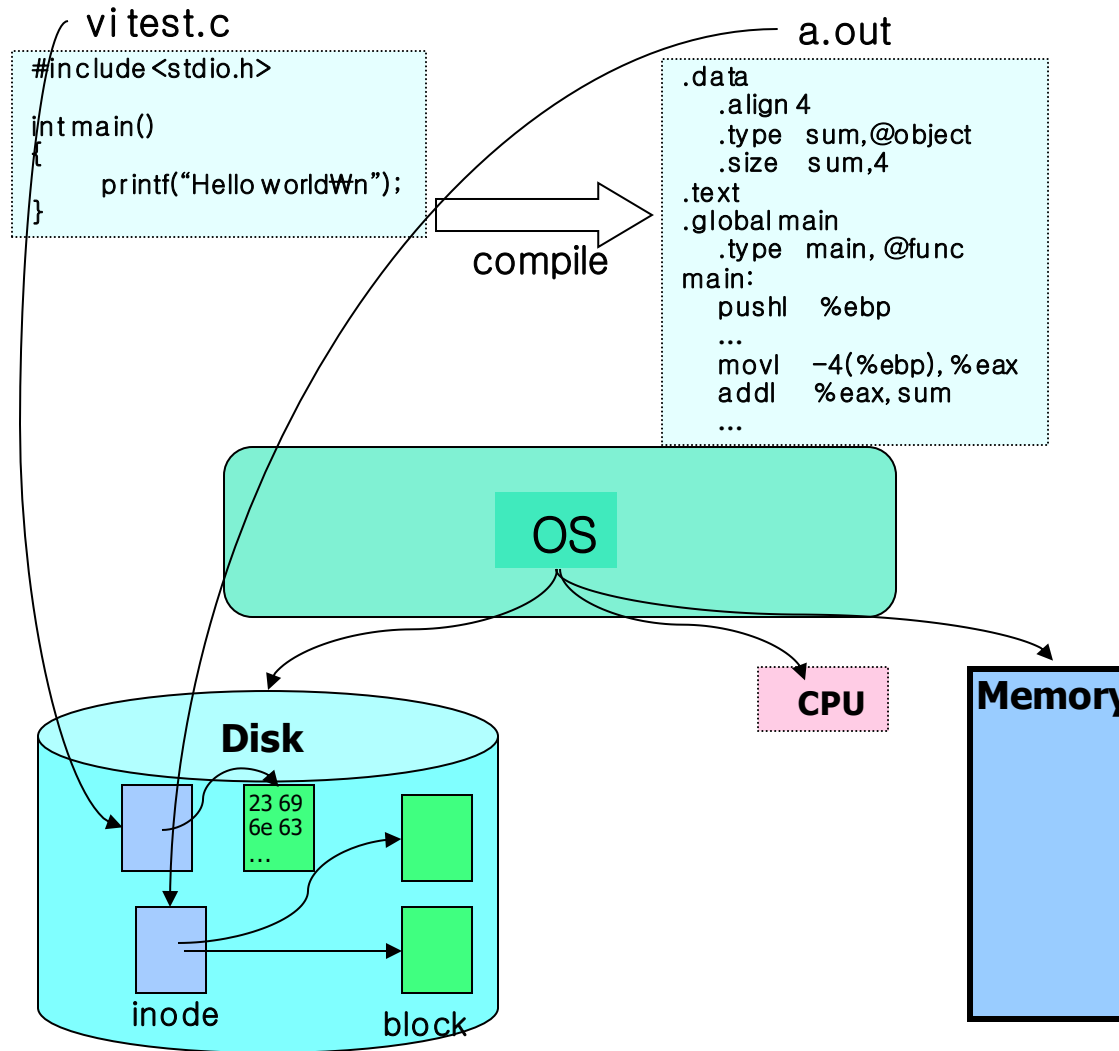 vi test.c
#include <stdio.h>
int main()
{
printf(“Hello world₩n”);
}
compile
a.out
.data
.align 4
.type sum,@object
.size sum,4
.text
.global main
.type main, @func
main:
pushl %ebp
...
movl -4(%ebp), %eax
addl %eax, sum
...
OS
CPU
Memory
Disk
23 69
6e 63
...
inode
block